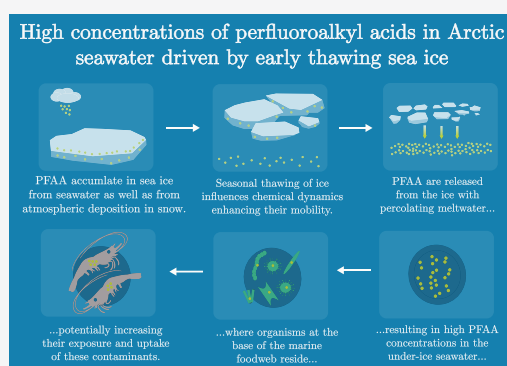 High concentrations of perfluoroalkyl acids in Arctic
seawater driven by early thawing sea ice
PFAA accumlate in sea ice
from seawater as well as from
atmospheric deposition in snow.
Seasonal thawing of ice
influences chemical dynamics
enhancing their mobility.
PFAA are released
from the ice with
percolating meltwater...
...potentially increasing
their exposure and uptake
of these contaminants.
...where organisms at the
base of the marine
foodweb reside...
...resulting in high PFAA
concentrations in the
under-ice seawater...